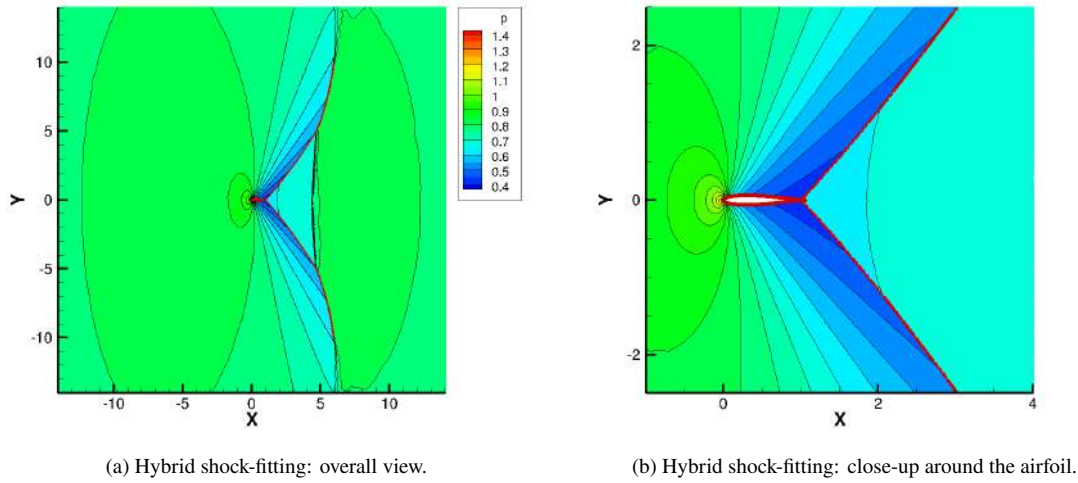 p
1.4
1.3
1.2
1.1
1
0.9
0.8
0.7
0.6
0.5
0.4
10
5
0
-5
-10
Y
-10 -5 0 5 10
X
2
0
-2
Y
0 2 4
X
(a) Hybrid shock-fitting: overall view.
(b) Hybrid shock-fitting: close-up around the airfoil.